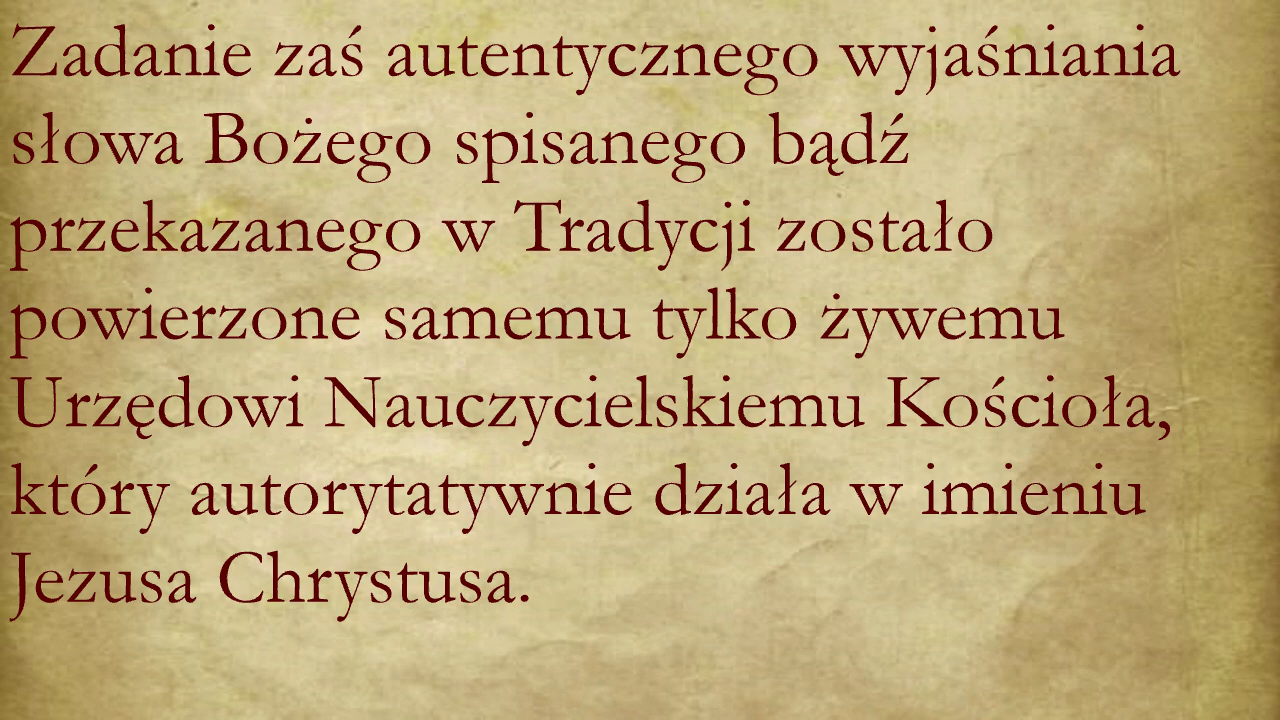 Zadanie zaś autentycznego wyjaśniania
słowa Bożego spisanego bądź
przekazanego w Tradycji zostało
powierzone samemu tylko żywemu
Urzędowi Nauczycielskiemu Kościoła,
który autorytatywnie działa w imieniu
Jezusa Chrystusa.